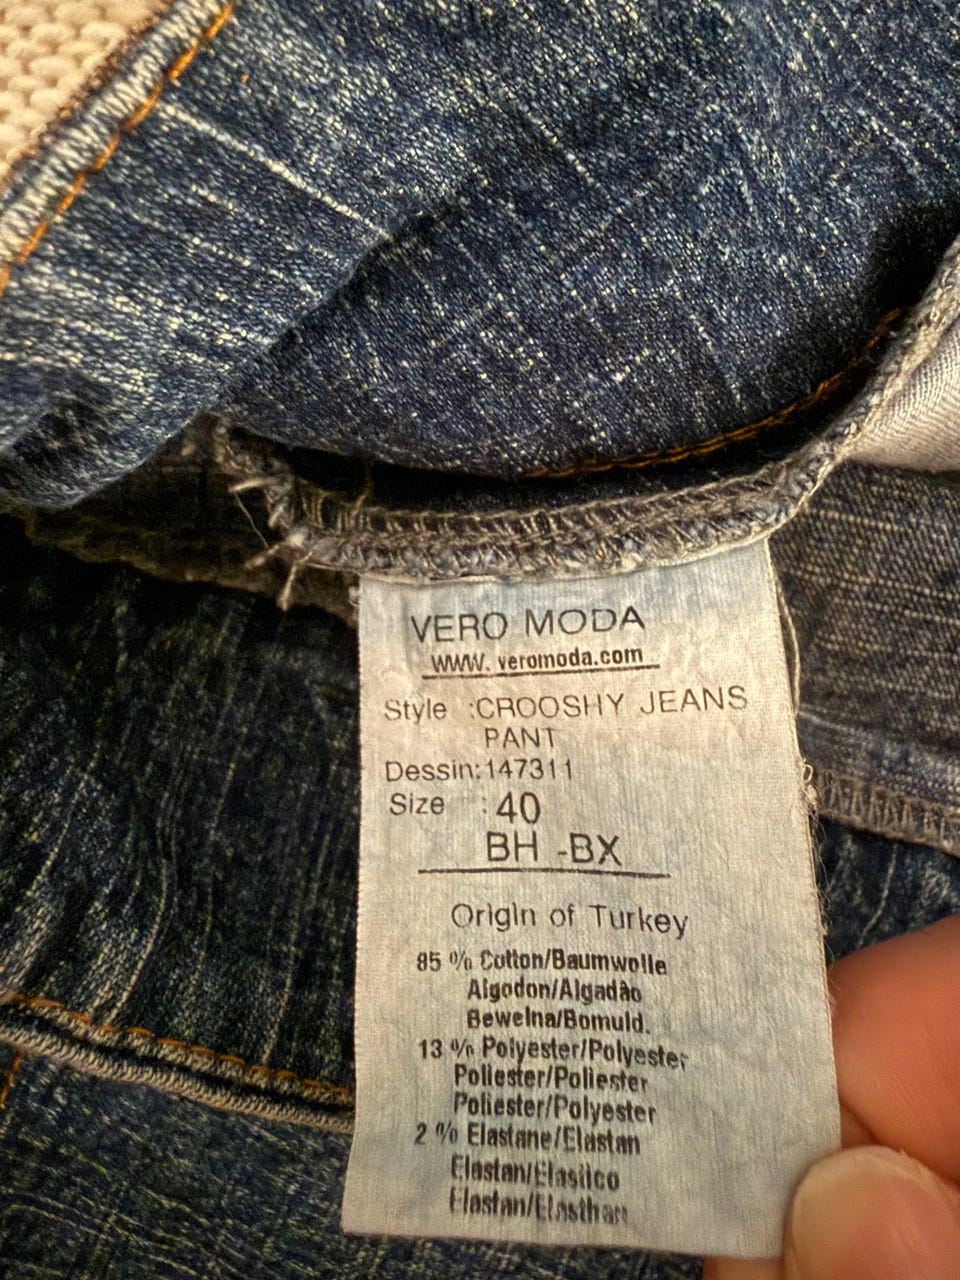 VERO MODA
WWW. veromoda.com
Style :CROOSHY JEANS
PANT
Dessin:147311
Size : 40
BH -BX
Origin of Turkey
85 % Cotton/Baumwolle
Algodon/Algadão
Bewelna/Bomuld.
13 % Polyester/Polyester
Poliester/Poliester
Poliester/Polyester
2 % Elastane/Elastan
Elastan/Elastico
Elastan/Elasthan